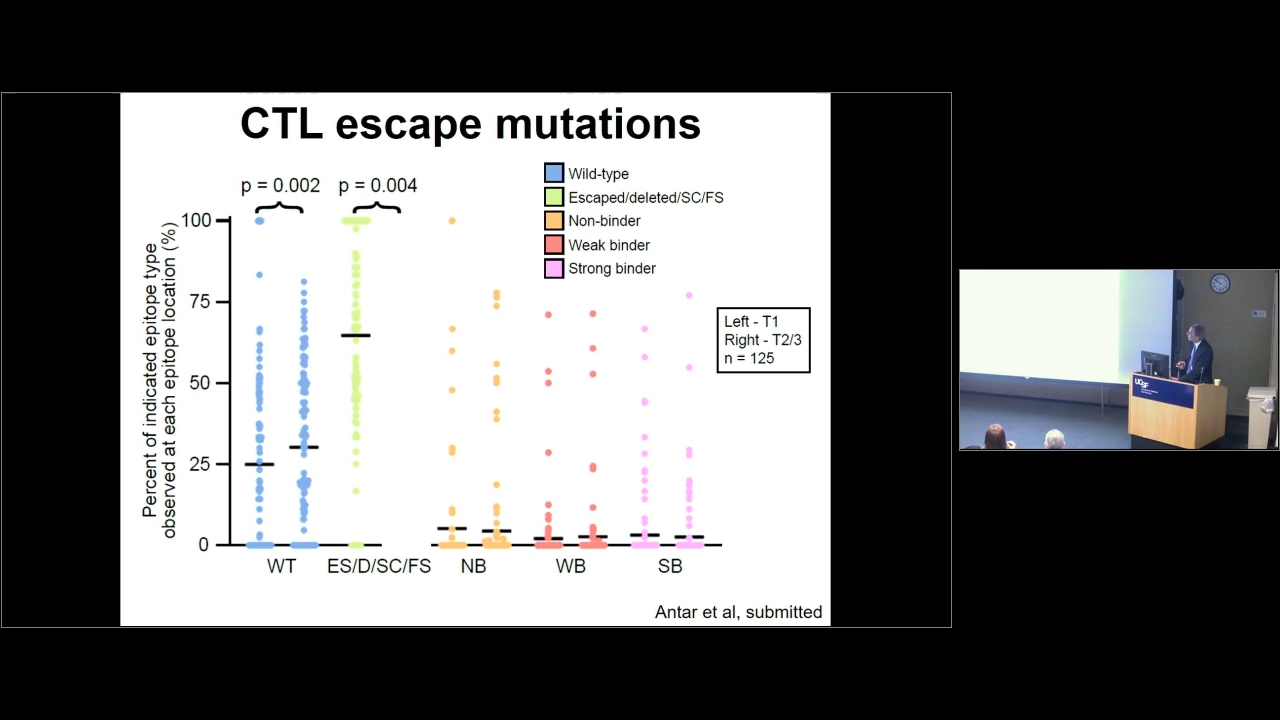 CTL escape mutations
p = 0.002
p = 0.004
Wild-type
Escaped/deleted/SC/FS
Non-binder
Weak binder
Strong binder
Percent of indicated epitope type
observed at each epitope location (%)
100
75
50
25
0
Left - T1
Right - T2/3
n = 125
WT
ES/D/SC/FS
NB
WB
SB
Antar et al, submitted
UCSF